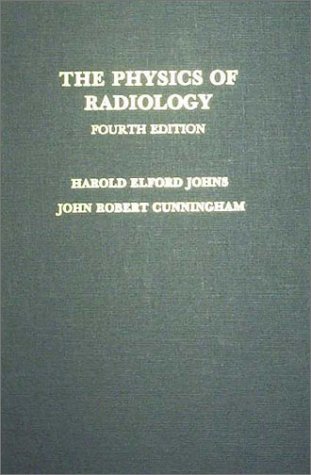 THE PHYSICS OF
RADIOLOGY
FOURTH EDITION
HAROLD ELFORD JOHNS
JOHN ROBERT CUNNINGHAM